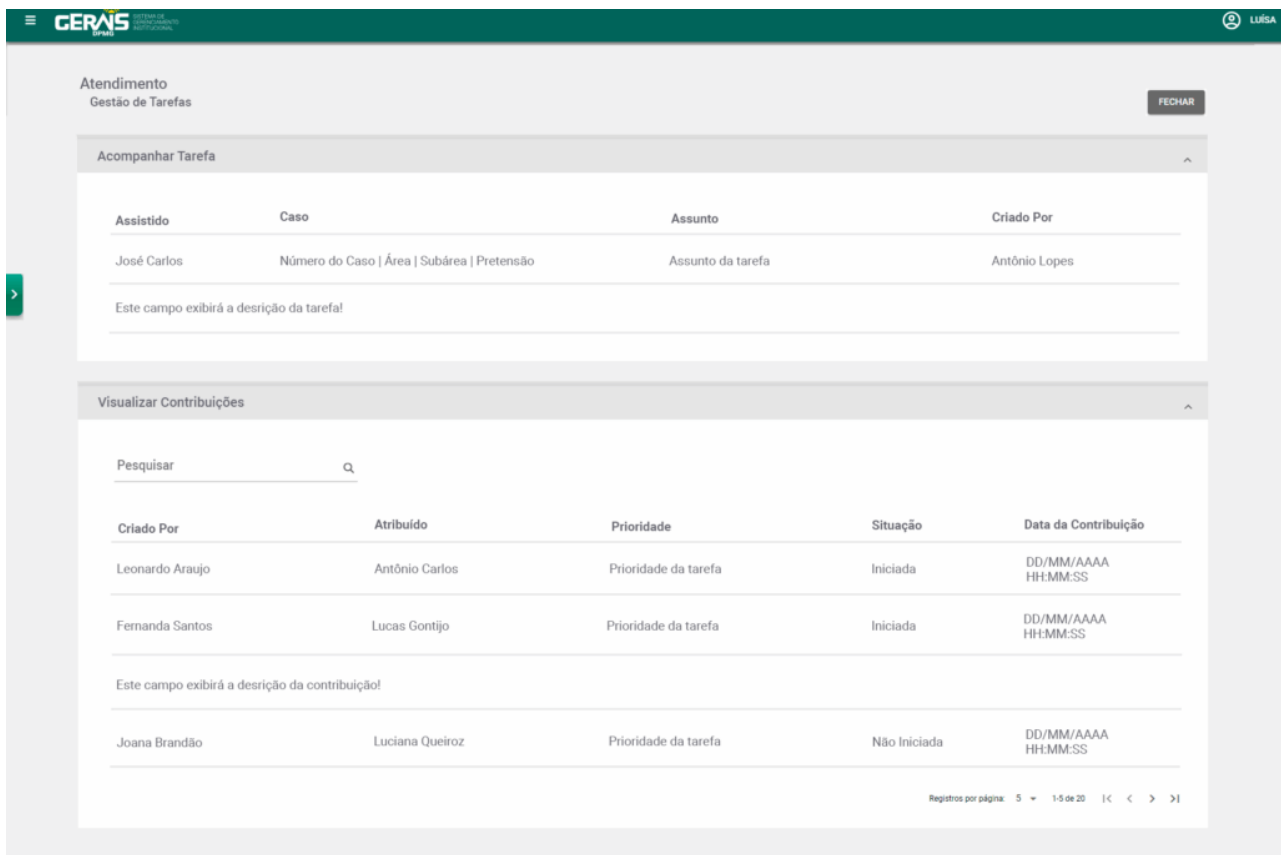 GERAIS
DPMG
SISTEMA DE
GERENCIAMENTO
INSTITUCIONAL
LUÍSA
Atendimento
Gestão de Tarefas
FECHAR
Acompanhar Tarefa
Assistido Caso Assunto Criado Por
José Carlos Número do Caso | Área | Subárea | Pretensão Assunto da tarefa Antônio Lopes
Este campo exibirá a desrição da tarefa!
Visualizar Contribuições
Pesquisar
Criado Por Atribuído Prioridade Situação Data da Contribuição
Leonardo Araujo Antônio Carlos Prioridade da tarefa Iniciada DD/MM/AAAA
HH:MM:SS
Fernanda Santos Lucas Gontijo Prioridade da tarefa Iniciada DD/MM/AAAA
HH:MM:SS
Este campo exibirá a desrição da contribuição!
Joana Brandão Luciana Queiroz Prioridade da tarefa Não Iniciada DD/MM/AAAA
HH:MM:SS
Registros por página: 5 1-5 de 20